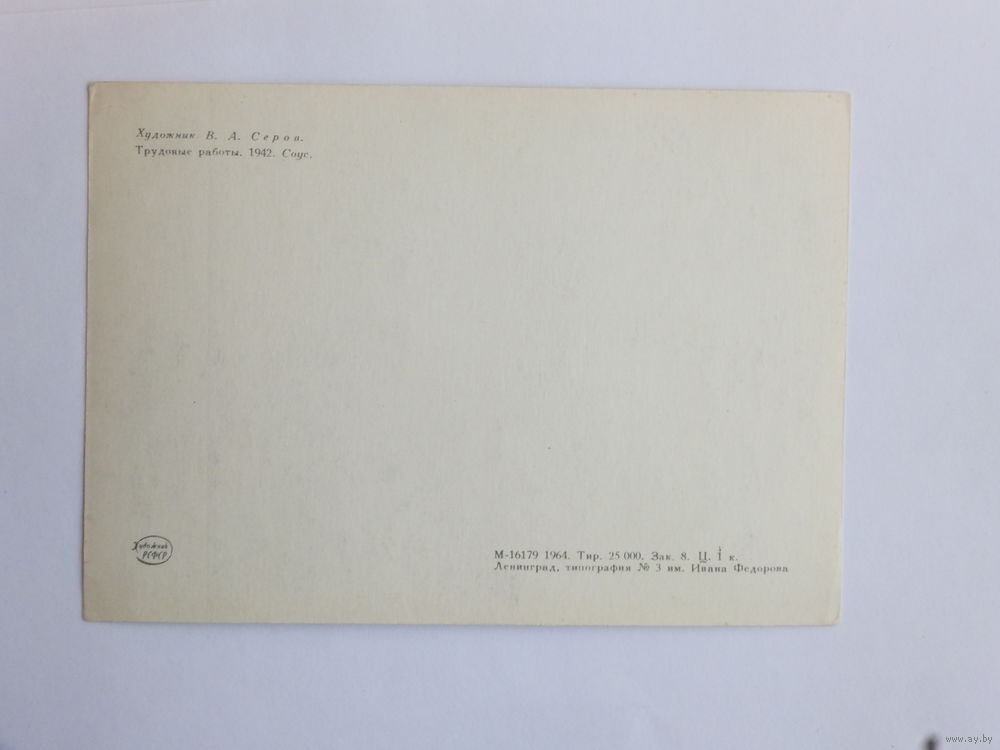 Художник В. А. Серов.
Трудовые работы. 1942. Соус.
Художник
РСФСР
М-16179 1964. Тир. 25 000. Зак. 8. Ц. 1 к.
Ленинград, типография № 3 им. Ивана Федорова
www.ay.by